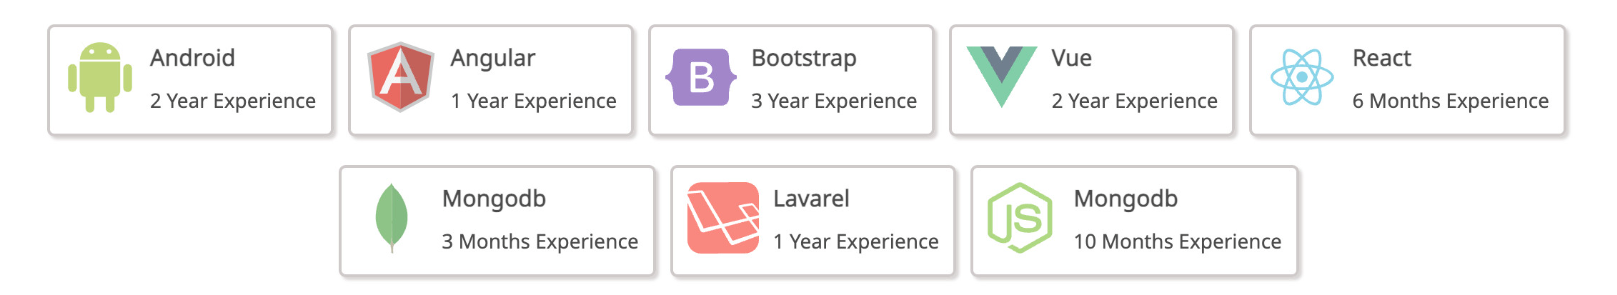 Android
2 Year Experience
Angular
1 Year Experience
Bootstrap
3 Year Experience
Vue
2 Year Experience
React
6 Months Experience
Mongodb
3 Months Experience
Lavarel
1 Year Experience
Mongodb
10 Months Experience
A
B
JS